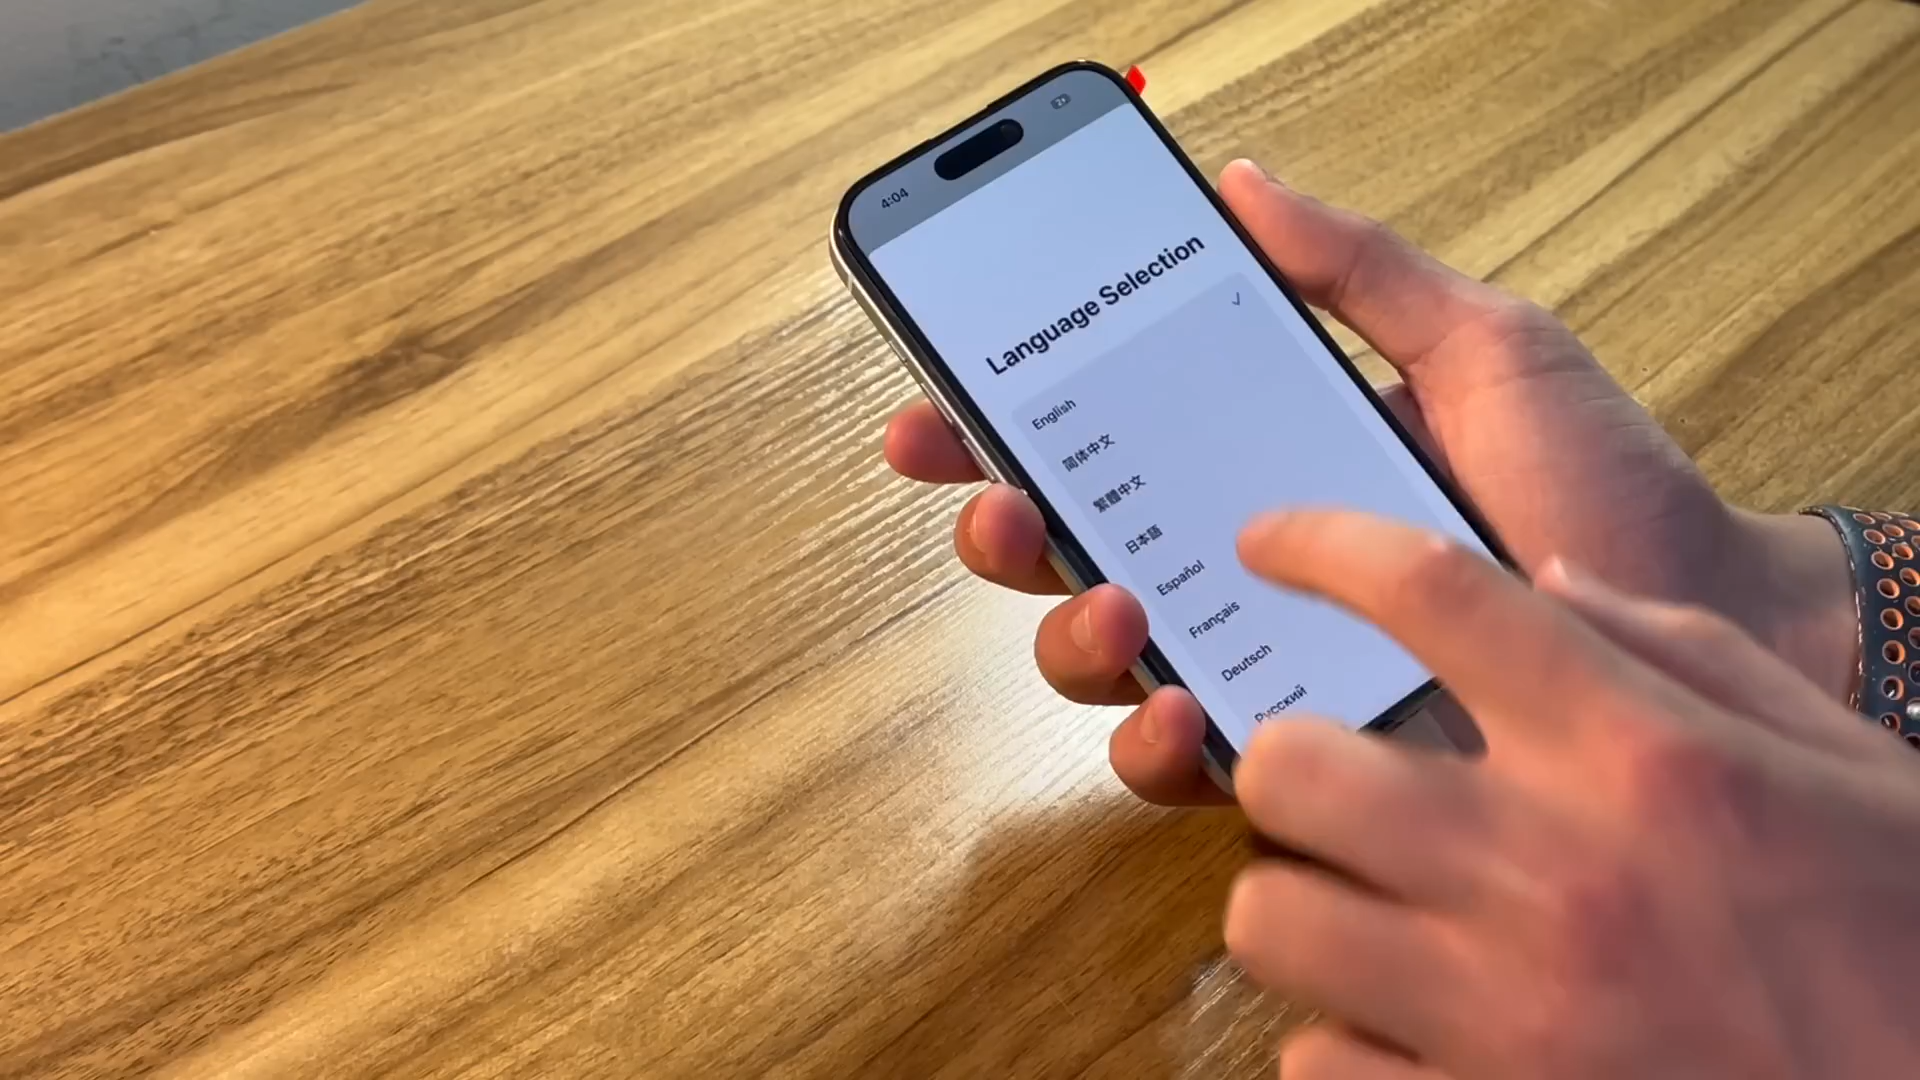 4:04
Language Selection
English
简体中文
繁體中文
日本語
Español
Français
Deutsch
Русский